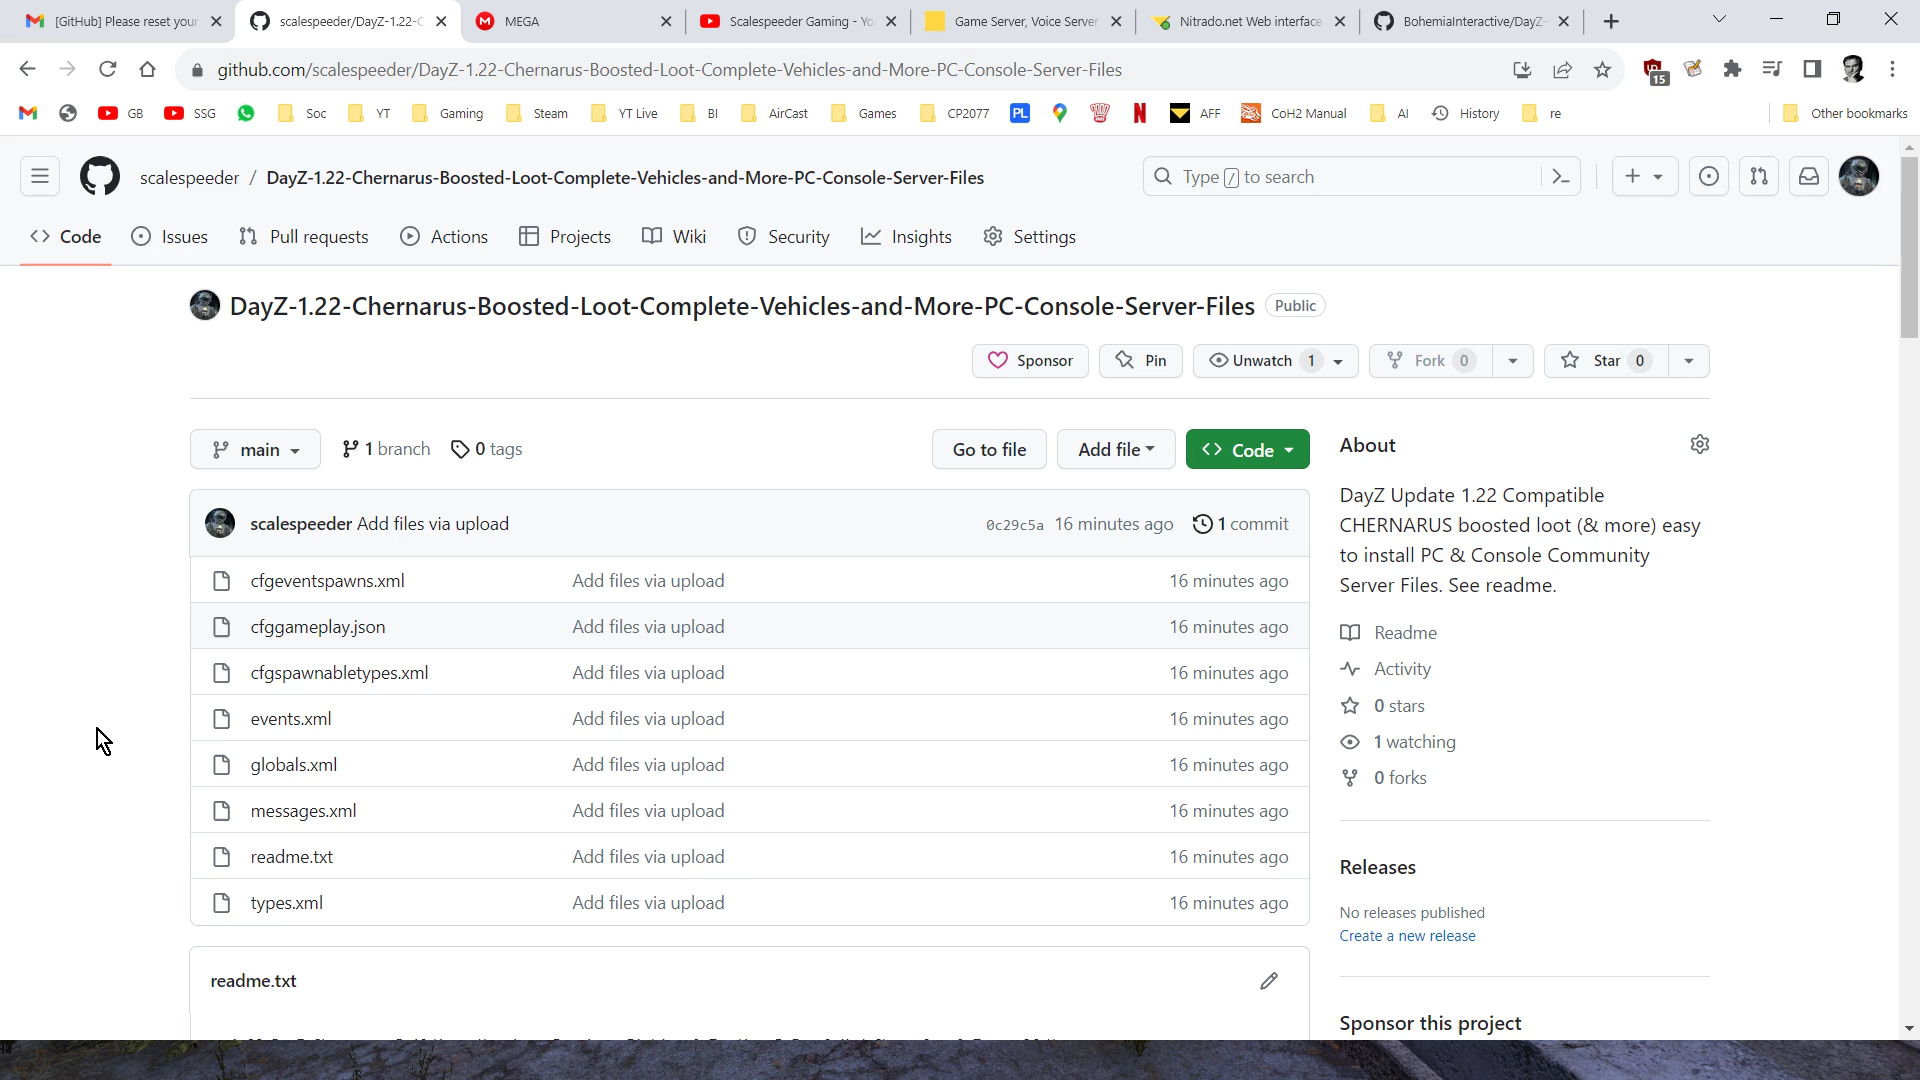 [GitHub] Please reset your
scalespeeder/DayZ-1.22-C
MEGA
Scalespeeder Gaming - Yo
Game Server, Voice Server
Nitrado.net Web interface
BohemiaInteractive/DayZ-
github.com/scalespeeder/DayZ-1.22-Chernarus-Boosted-Loot-Complete-Vehicles-and-More-PC-Console-Server-Files
15
GB
SSG
Soc
YT
Gaming
Steam
YT Live
BI
AirCast
Games
CP2077
PL
AFF
CoH2 Manual
AI
History
re
Other bookmarks
scalespeeder / DayZ-1.22-Chernarus-Boosted-Loot-Complete-Vehicles-and-More-PC-Console-Server-Files
Type / to search
Code
Issues
Pull requests
Actions
Projects
Wiki
Security
Insights
Settings
DayZ-1.22-Chernarus-Boosted-Loot-Complete-Vehicles-and-More-PC-Console-Server-Files
Public
Sponsor
Pin
Unwatch 1
Fork 0
Star 0
main
1 branch
0 tags
Go to file
Add file
Code
scalespeeder Add files via upload
0c29c5a 16 minutes ago
1 commit
cfgeventspawns.xml Add files via upload 16 minutes ago
cfggameplay.json Add files via upload 16 minutes ago
cfgspawnabletypes.xml Add files via upload 16 minutes ago
events.xml Add files via upload 16 minutes ago
globals.xml Add files via upload 16 minutes ago
messages.xml Add files via upload 16 minutes ago
readme.txt Add files via upload 16 minutes ago
types.xml Add files via upload 16 minutes ago
readme.txt
About
DayZ Update 1.22 Compatible
CHERNARUS boosted loot (& more) easy
to install PC & Console Community
Server Files. See readme.
Readme
Activity
0 stars
1 watching
0 forks
Releases
No releases published
Create a new release
Sponsor this project